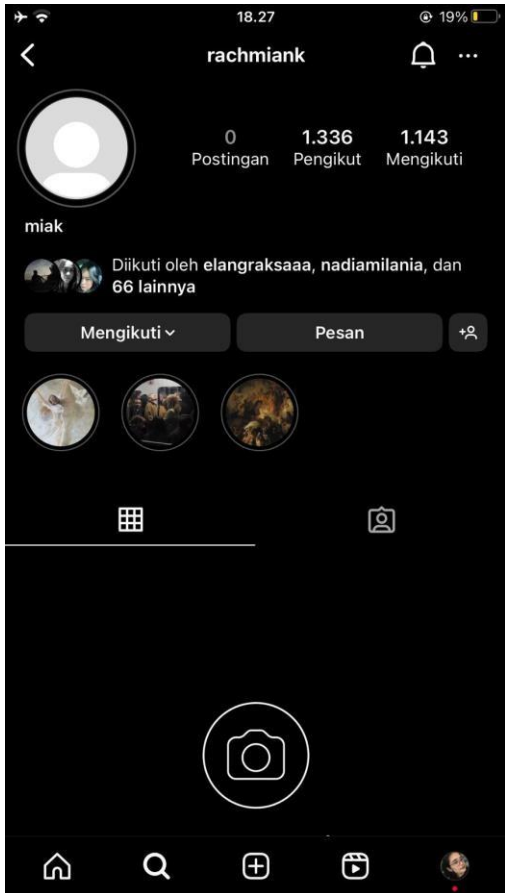 18.27
19%
rachmiank
0
1.336
1.143
Postingan
Pengikut
Mengikuti
miak
Diikuti oleh elangraksaaa, nadiamilania, dan
66 lainnya
Mengikuti
Pesan